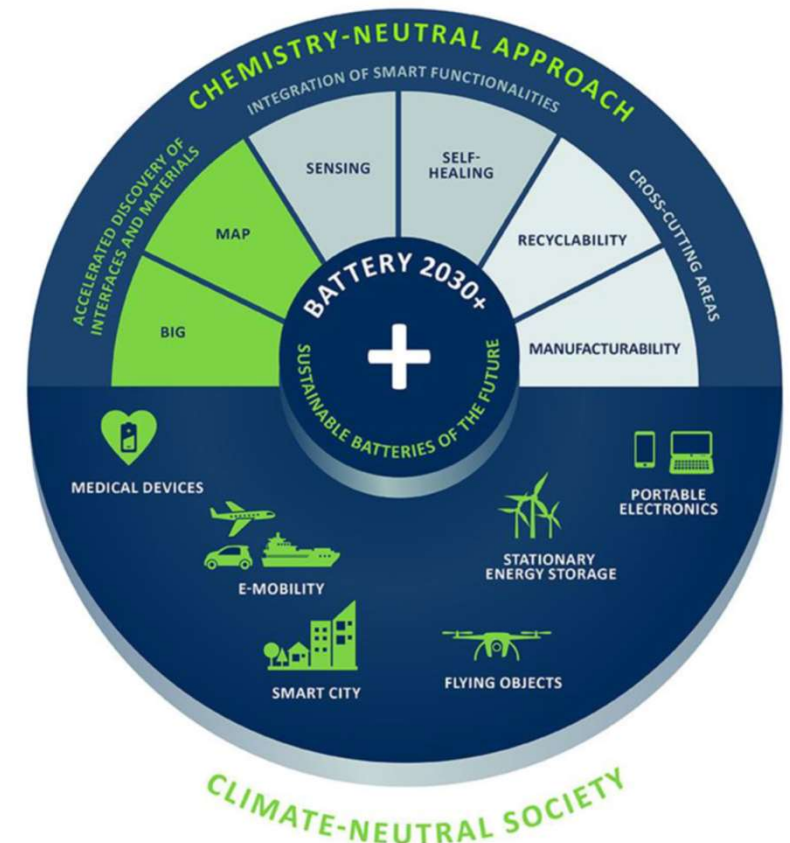 CHEMISTRY-NEUTRAL APPROACH
INTEGRATION OF SMART FUNCTIONALITIES
ACCELERATED DISCOVERY OF
INTERFACES AND MATERIALS
CROSS-CUTTING AREAS
BIG
MAP
SENSING
SELF-
HEALING
RECYCLABILITY
MANUFACTURABILITY
BATTERY 2030+
SUSTAINABLE BATTERIES OF THE FUTURE
MEDICAL DEVICES
E-MOBILITY
SMART CITY
FLYING OBJECTS
STATIONARY
ENERGY STORAGE
PORTABLE
ELECTRONICS
CLIMATE-NEUTRAL SOCIETY